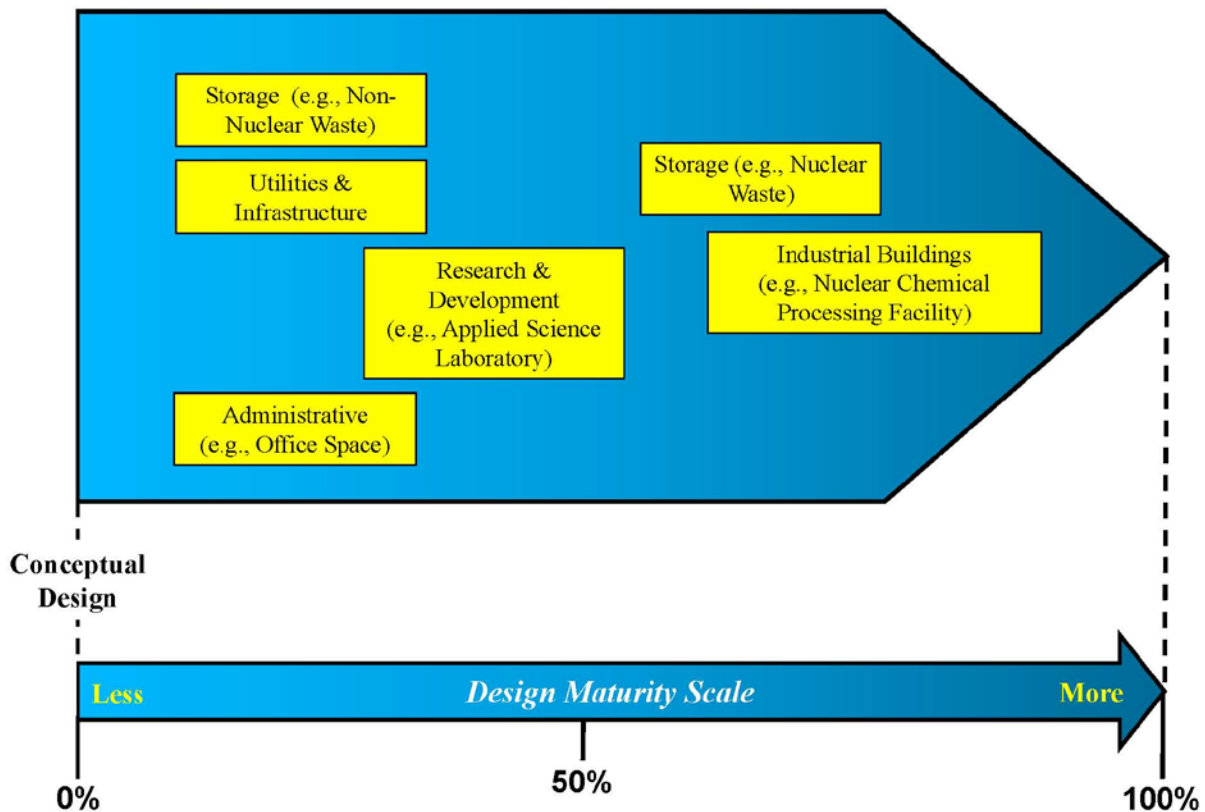 Storage (e.g., Non-
Nuclear Waste)
Utilities &
Infrastructure
Storage (e.g., Nuclear
Waste)
Research &
Development
(e.g., Applied Science
Laboratory)
Industrial Buildings
(e.g., Nuclear Chemical
Processing Facility)
Administrative
(e.g., Office Space)
Conceptual
Design
Less
Design Maturity Scale
More
0%
50%
100%